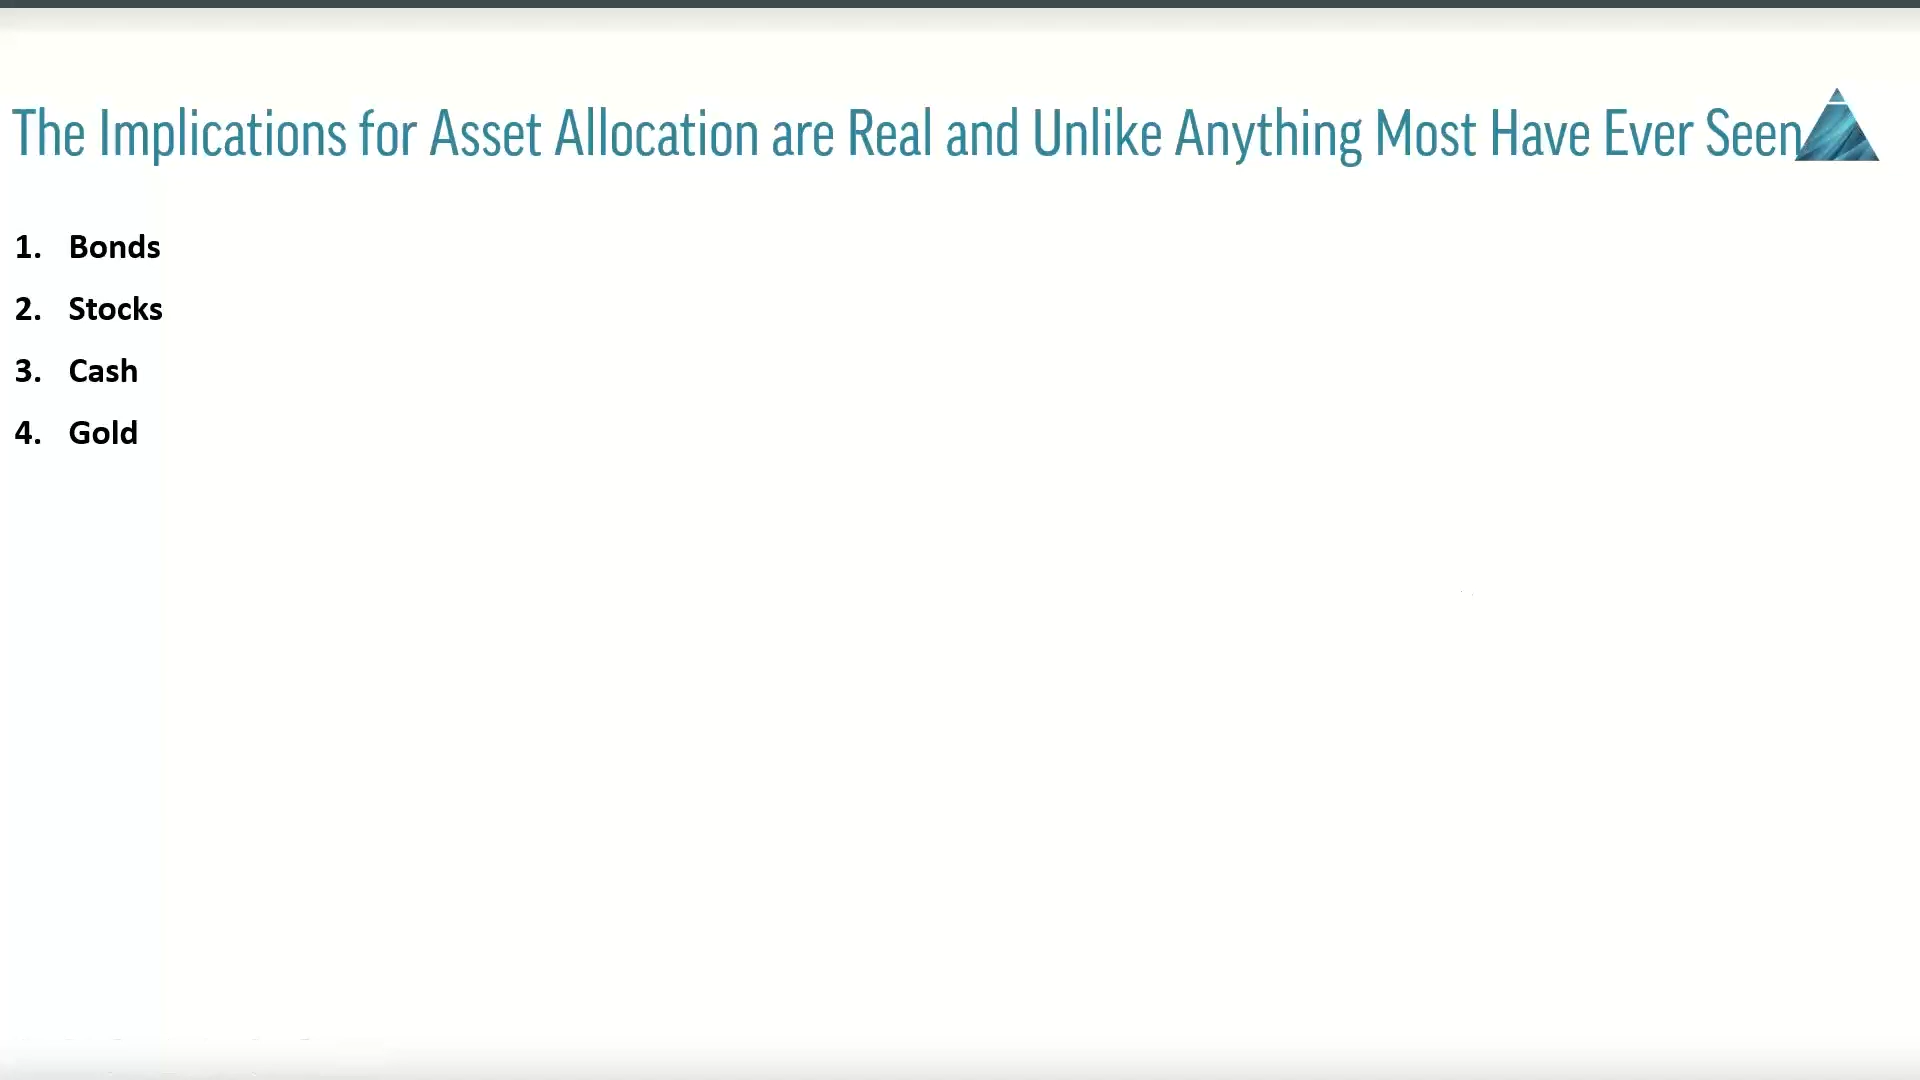 The Implications for Asset Allocation are Real and Unlike Anything Most Have Ever Seen
1. Bonds
2. Stocks
3. Cash
4. Gold